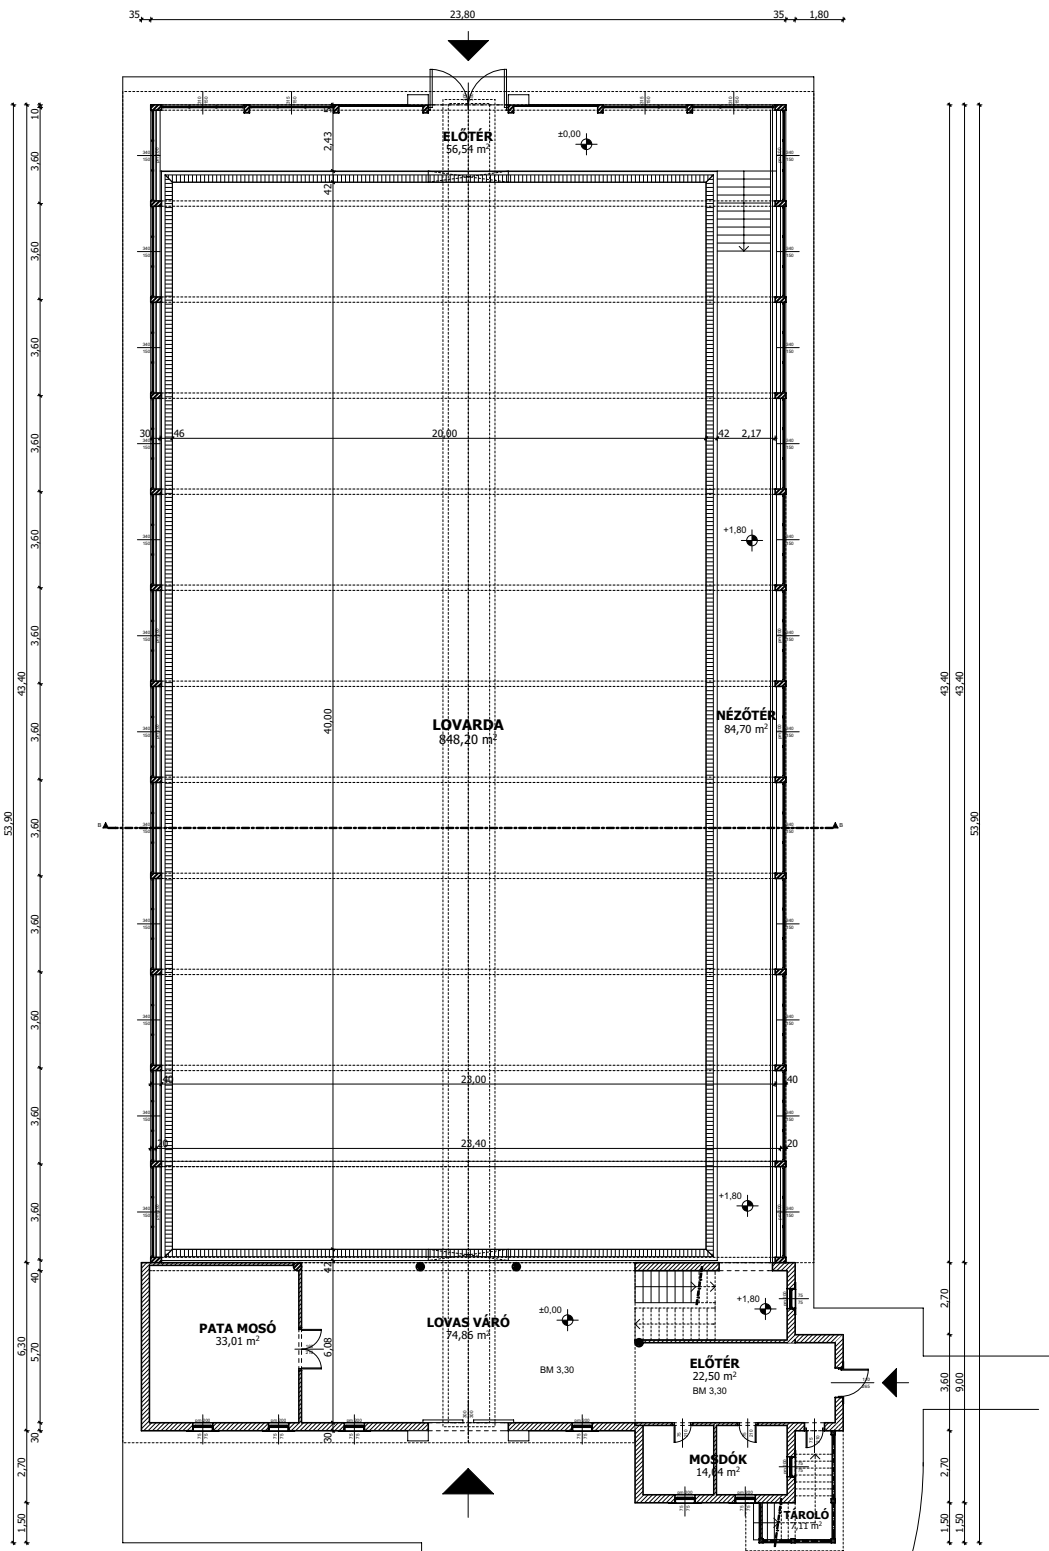 35
23,80
35
1,80
ELŐTÉR
56,54 m²
±0,00
10
3,60
2,43
42
3,60
3,60
3,60
30
46
20,00
42
2,17
3,60
+1,80
3,60
43,40
40,00
LOVARDA
848,20 m²
NÉZŐTÉR
84,70 m²
43,40
43,40
3,60
53,90
B
3,60
B
53,90
3,60
3,60
40
23,00
40
3,60
20
23,40
20
+1,80
3,60
42
40
±0,00
+1,80
2,70
PATA MOSÓ
33,01 m²
LOVAS VÁRÓ
74,86 m²
6,30
5,70
6,08
BM 3,30
ELŐTÉR
22,50 m²
BM 3,30
3,60
9,00
30
30
MOSDÓK
14,64 m²
2,70
2,70
TÁROLÓ
7,11 m²
1,50
1,50
1,50